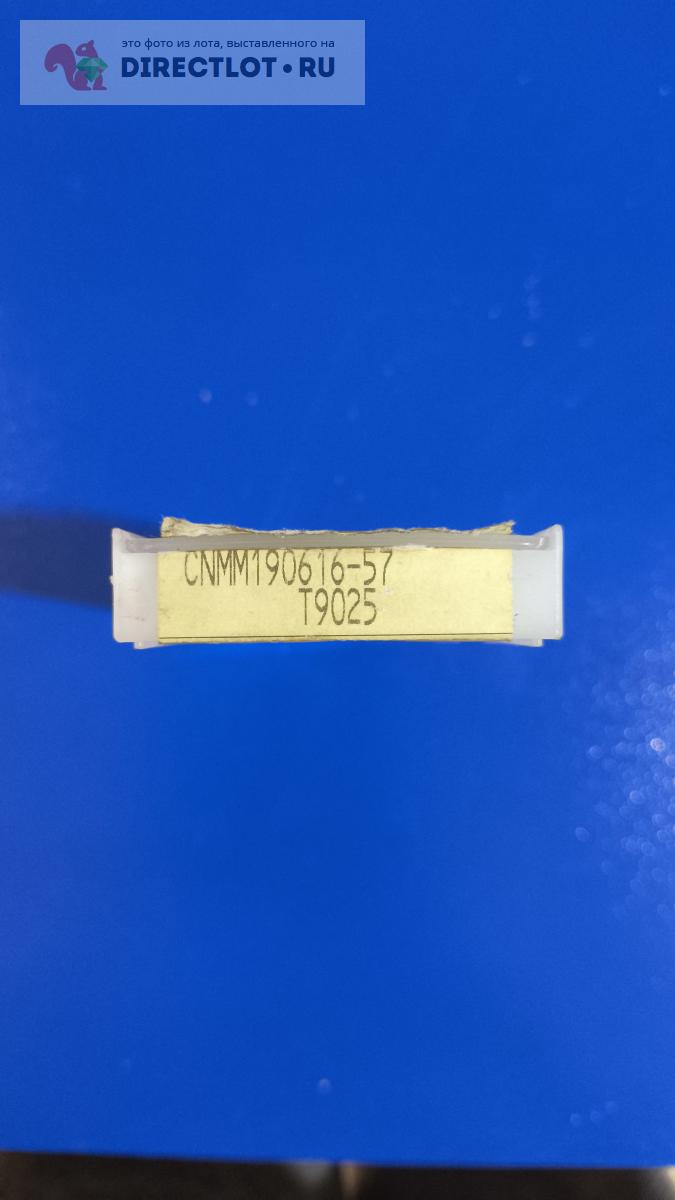 это фото из лота, выставленного на
DIRECTLOT•RU
CNMM190616-57
T9025